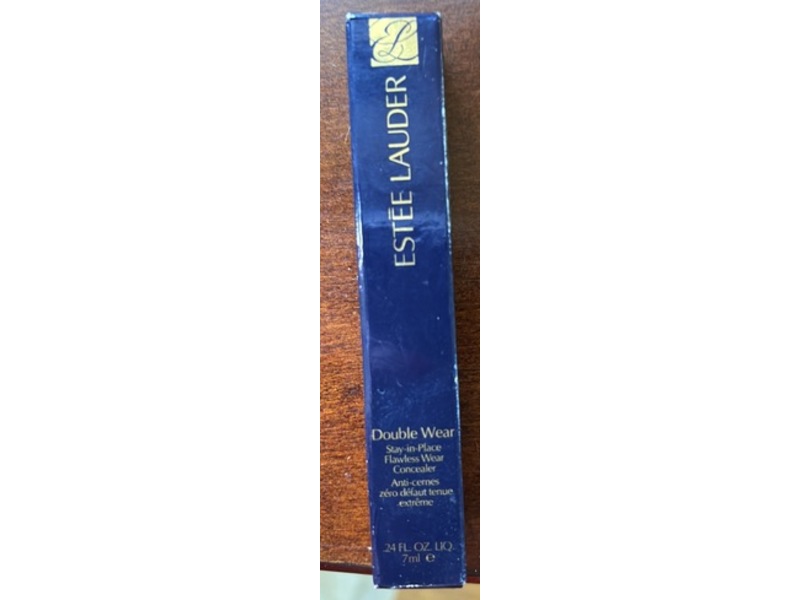 ESTĒE LAUDER
Double Wear
Stay-in-Place
Flawless Wear
Concealer
Anti-cernes
zéro défaut tenue
extrême
.24 FL. OZ. LIQ.
7ml ℮